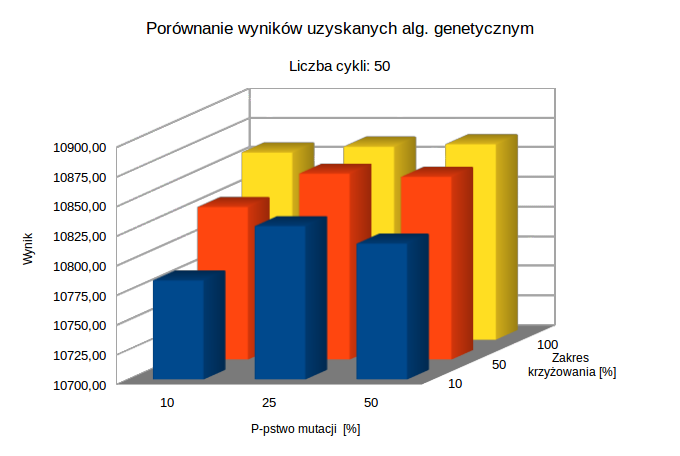 Porównanie wyników uzyskanych alg. genetycznym
Liczba cykli: 50
10900,00
10875,00
10850,00
10825,00
10800,00
10775,00
10750,00
10725,00
10700,00
Wynik
10
25
50
P-pstwo mutacji [%]
10
50
100
Zakres
krzyżowania [%]